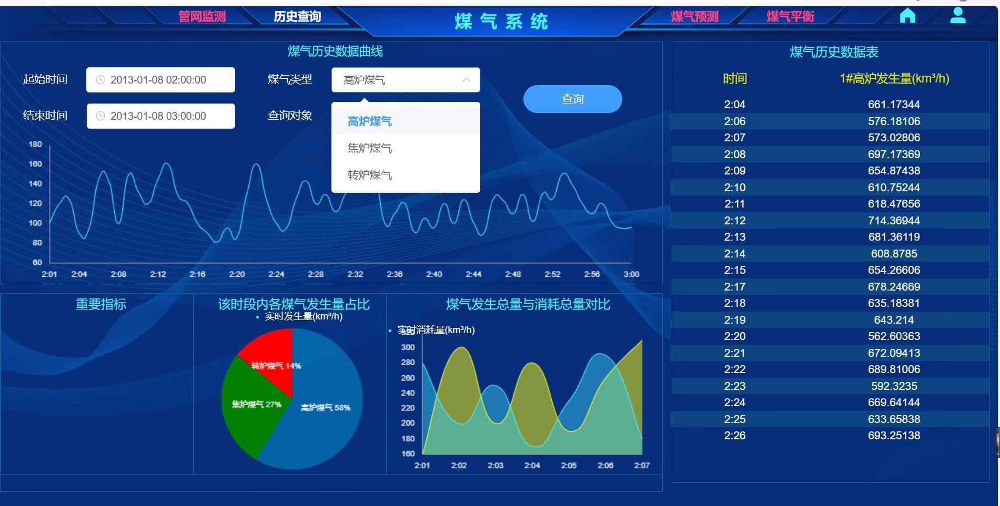 管网监测
历史查询
煤气系统
煤气预测
煤气平衡
煤气历史数据曲线
起始时间
2013-01-08 02:00:00
煤气类型
高炉煤气
查询
结束时间
2013-01-08 03:00:00
查询对象
高炉煤气
焦炉煤气
转炉煤气
180
160
140
120
100
80
60
2:01 2:04 2:08 2:12 2:16 2:20 2:24 2:28 2:32 2:36 2:40 2:44 2:48 2:52 2:56 3:00
重要指标
该时段内各煤气发生量占比
实时发生量(km³/h)
转炉煤气 14%
焦炉煤气 27%
高炉煤气 58%
煤气发生总量与消耗总量对比
实时消耗量(km³/h)
320
300
280
260
240
220
200
180
160
2:01 2:02 2:03 2:04 2:05 2:06 2:07
煤气历史数据表
时间 1#高炉发生量(km³/h)
2:04 661.17344
2:06 576.18106
2:07 573.02806
2:08 697.17369
2:09 654.87438
2:10 610.75244
2:11 618.47656
2:12 714.36944
2:13 681.36119
2:14 608.8785
2:15 654.26606
2:17 678.24669
2:18 635.18381
2:19 643.214
2:20 562.60363
2:21 672.09413
2:22 689.81006
2:23 592.3235
2:24 669.64144
2:25 633.65838
2:26 693.25138